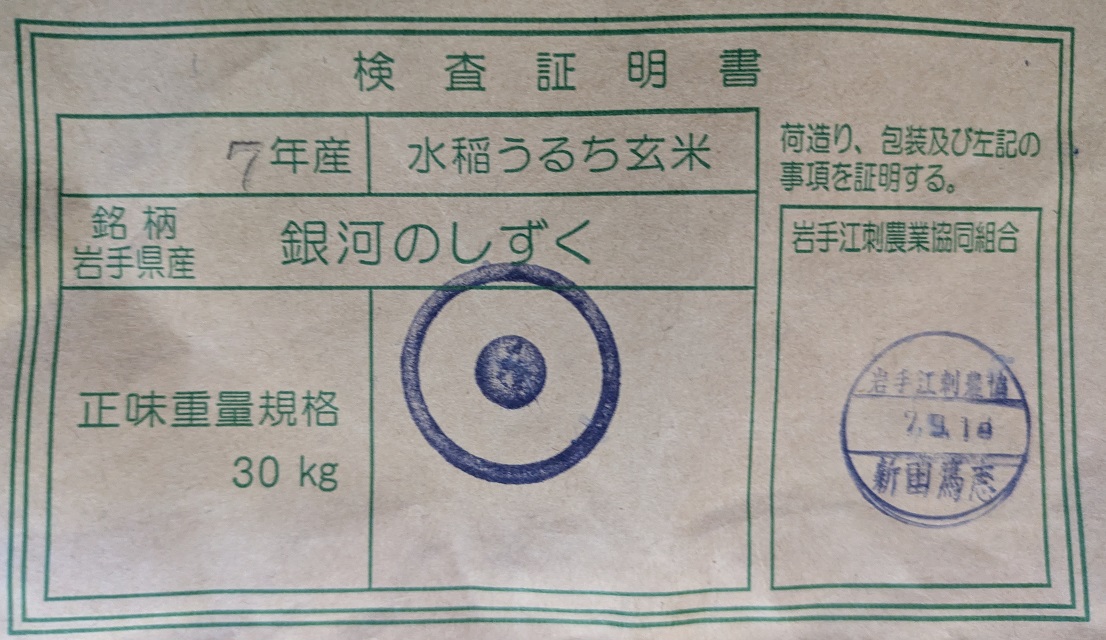 検査証明書
7年産
水稲うるち玄米
銘柄
岩手県産
銀河のしずく
正味重量規格
30 kg
荷造り、包装及び左記の
事項を証明する。
岩手江刺農業協同組合
岩手江刺農協